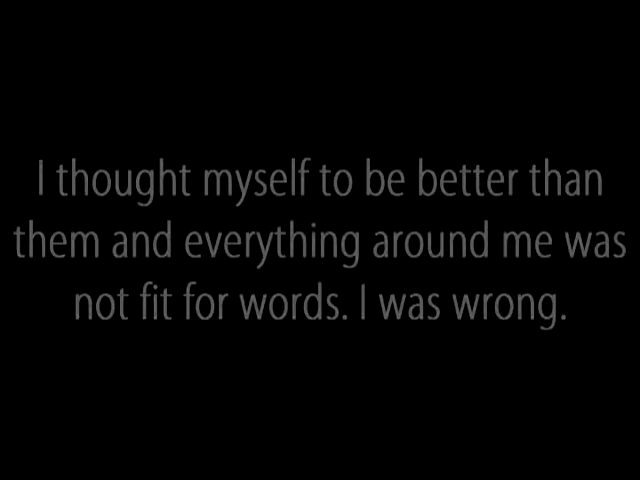 I thought myself to be better than
them and everything around me was
not fit for words. I was wrong.